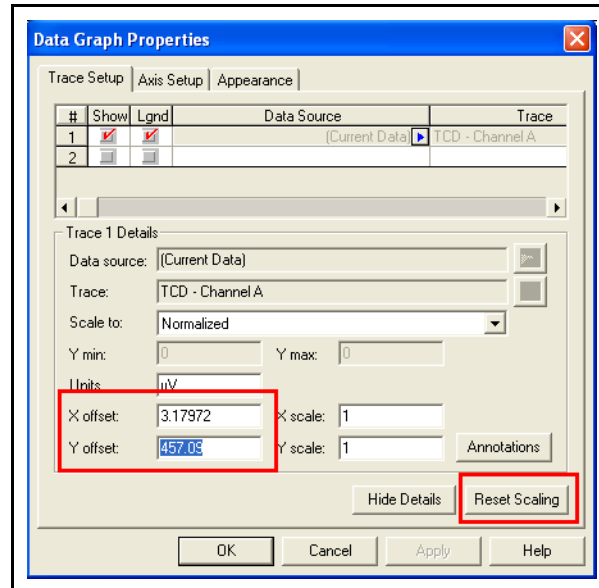 Data Graph Properties
Trace Setup Axis Setup Appearance
# Show Lgnd Data Source Trace
1 (Current Data) TCD - Channel A
2
Trace 1 Details
Data source: (Current Data)
Trace: TCD - Channel A
Scale to: Normalized
Y min: 0 Y max: 0
Units µV
X offset: 3.17972 X scale: 1
Y offset: 457.09 Y scale: 1 Annotations
Hide Details Reset Scaling
OK Cancel Apply Help